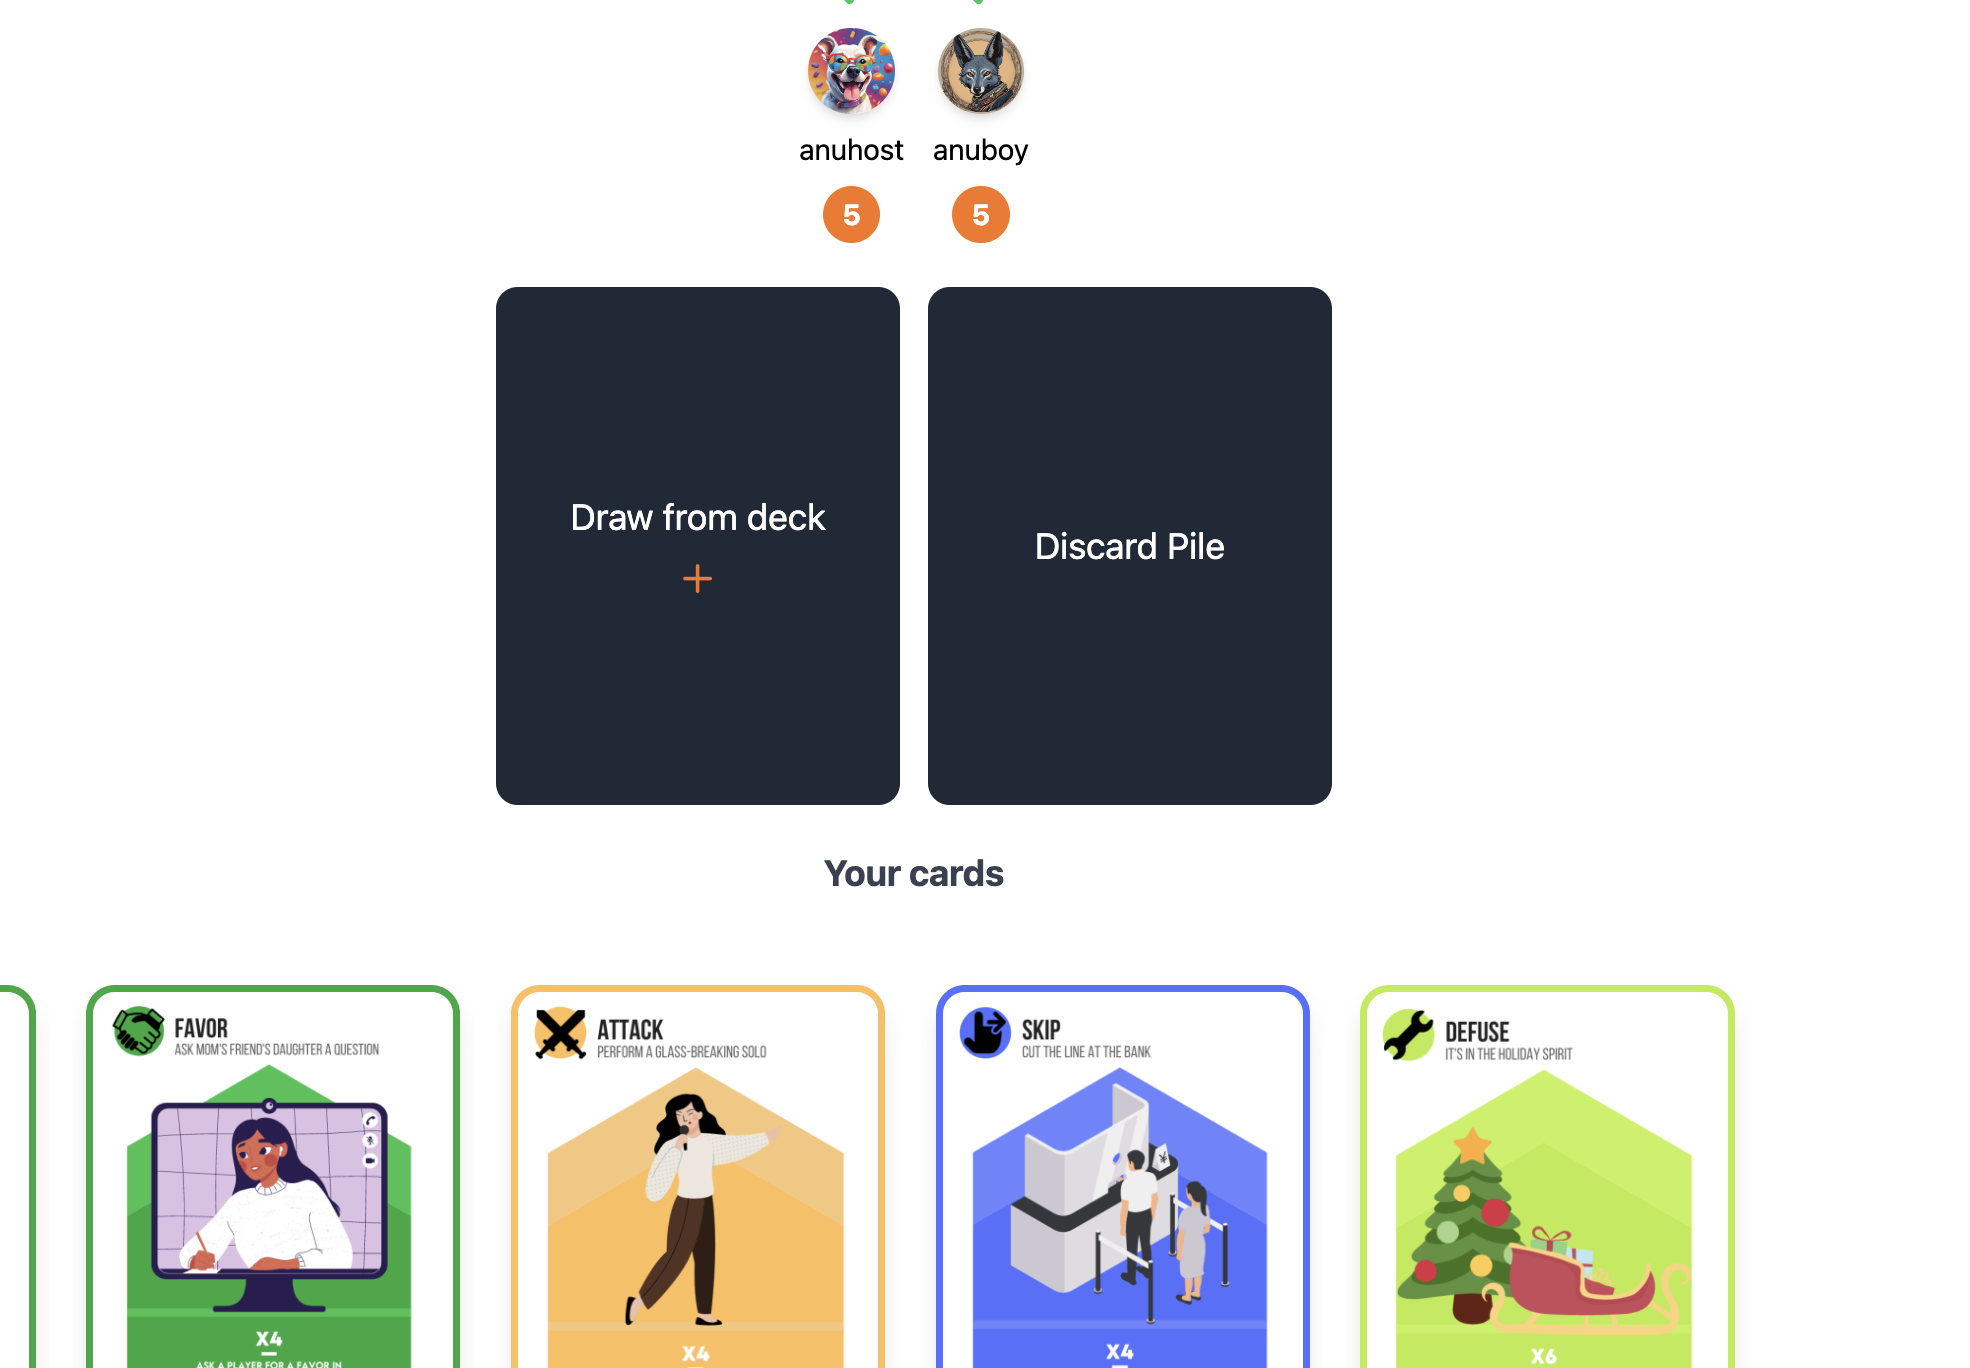 anuhost
anuboy
5
5
Draw from deck
Discard Pile
Your cards
FAVOR
ASK MOM'S FRIEND'S DAUGHTER A QUESTION
X4
ASK A PLAYER FOR A FAVOR IN
ATTACK
PERFORM A GLASS-BREAKING SOLO
X4
SKIP
CUT THE LINE AT THE BANK
X4
DEFUSE
IT'S IN THE HOLIDAY SPIRIT
X6